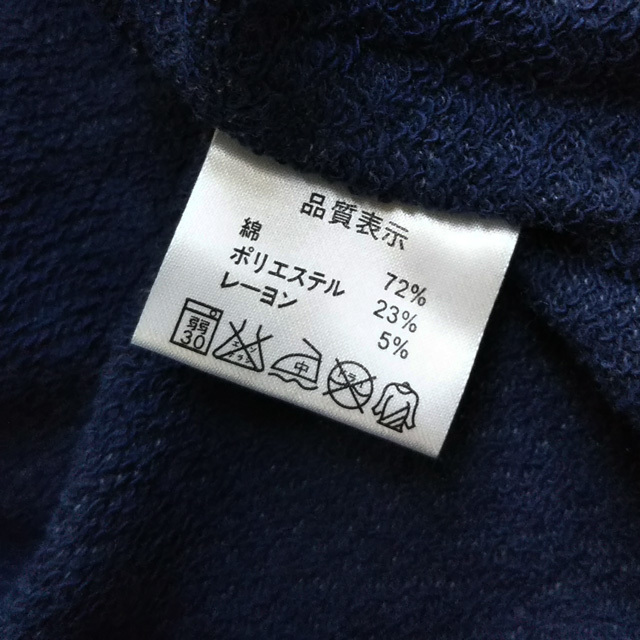 品質表示
綿 72%
ポリエステル 23%
レーヨン 5%
弱
30
中